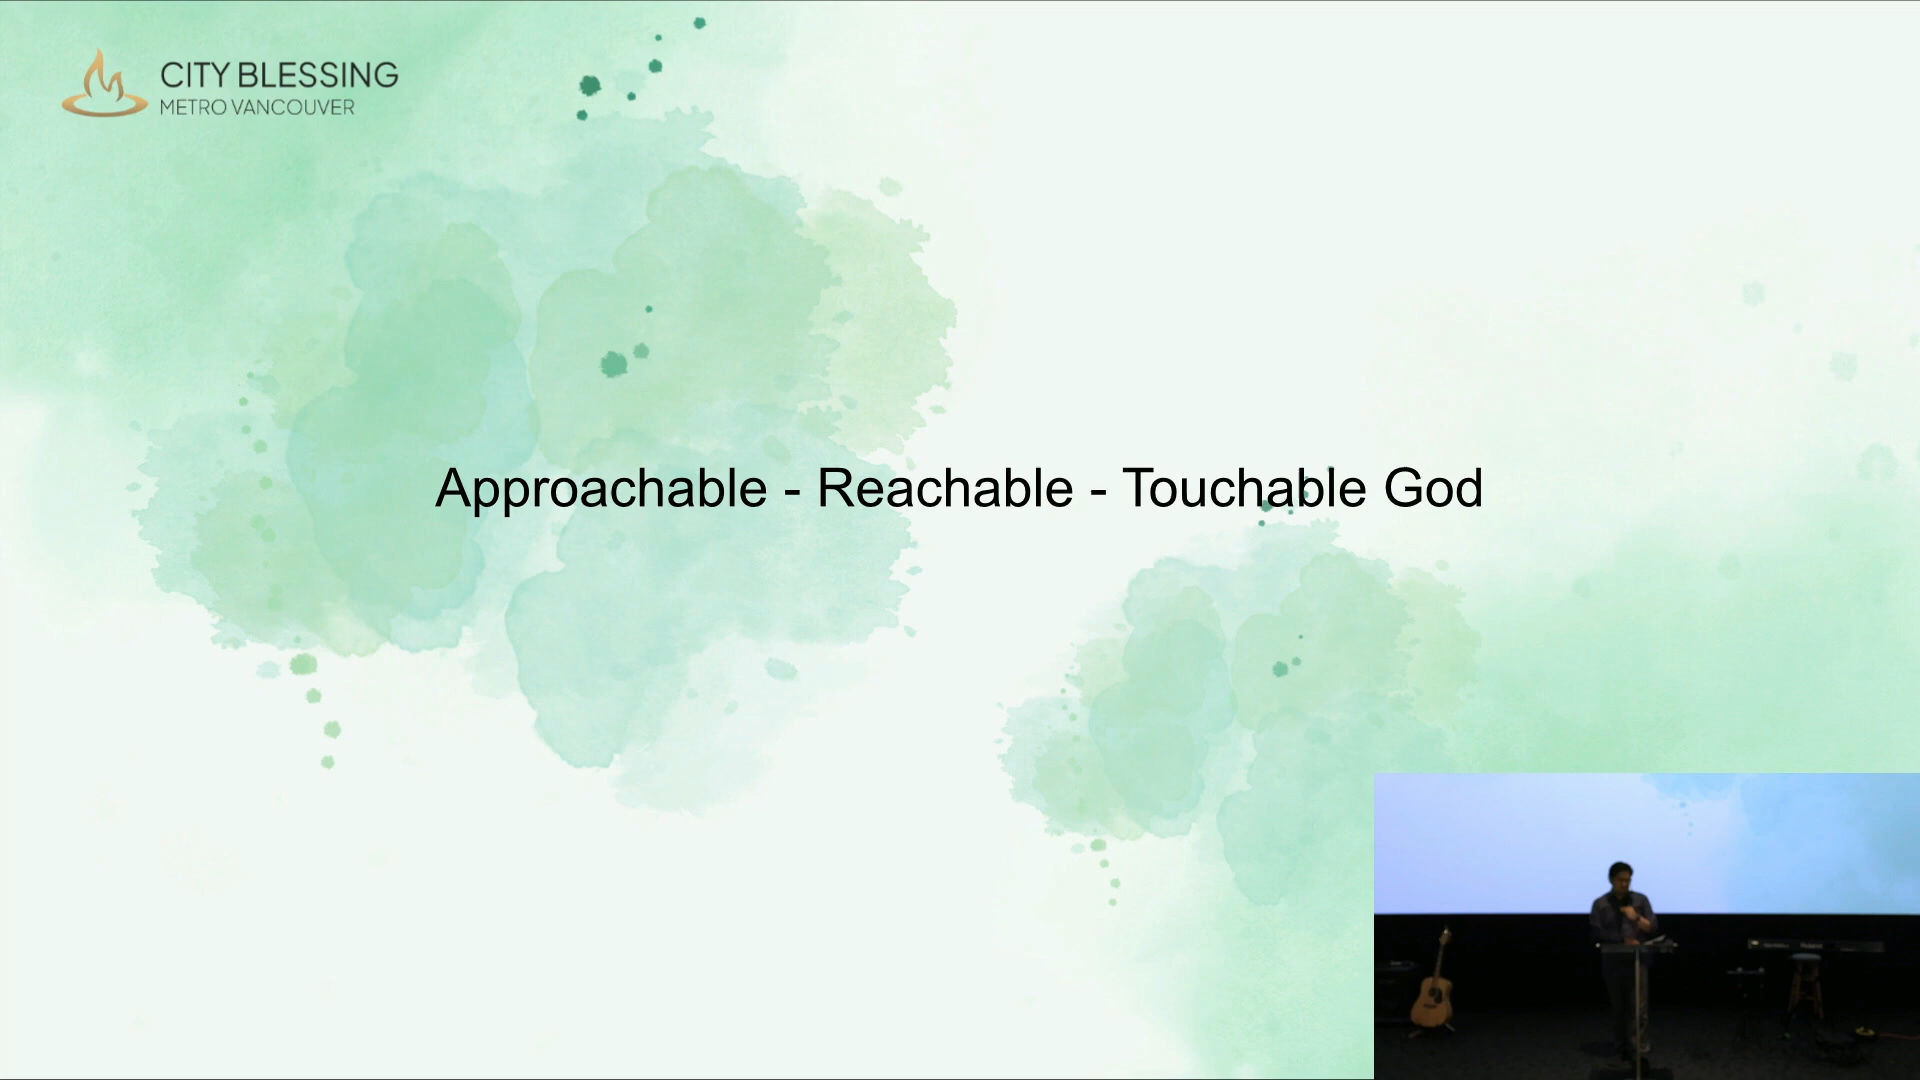 CITY BLESSING
METRO VANCOUVER
Approachable - Reachable - Touchable God